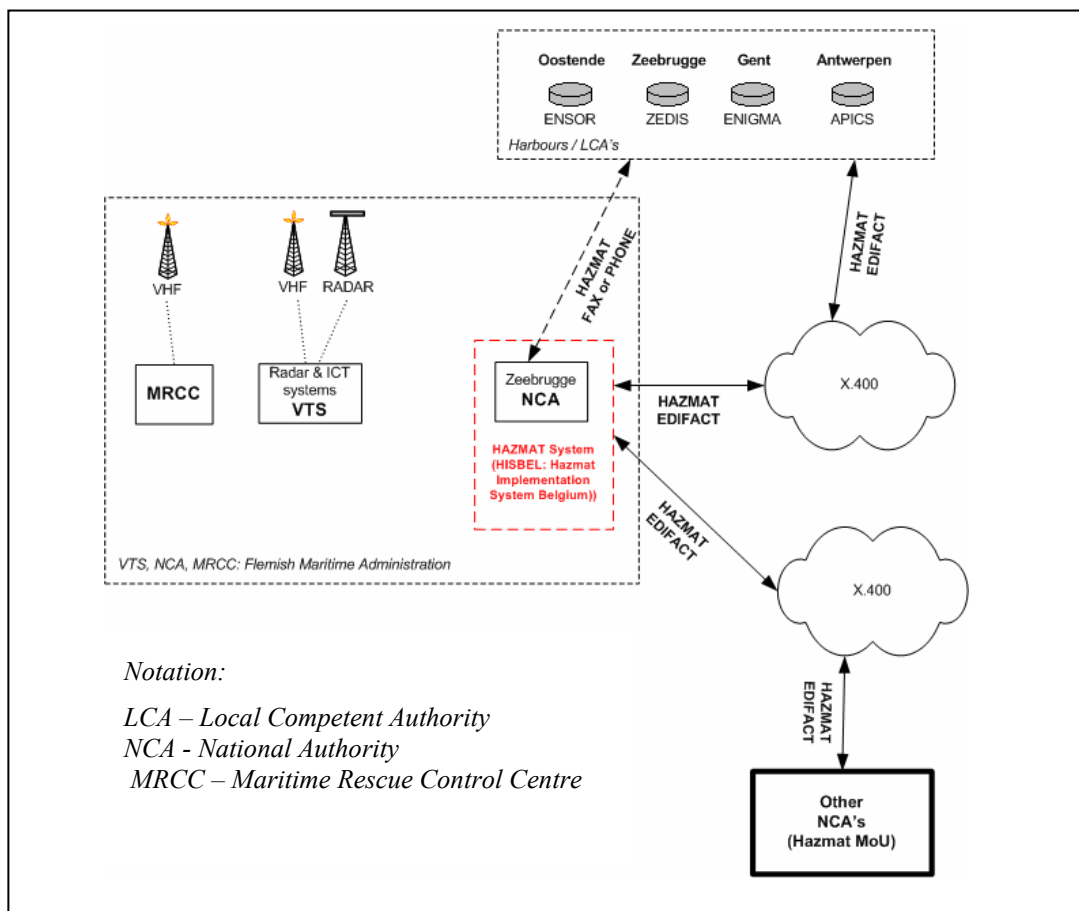 Oostende Zeebrugge Gent Antwerpen
ENSOR ZEDIS ENIGMA APICS
Harbours / LCA's
HAZMAT
FAX or PHONE
HAZMAT
EDIFACT
VHF
VHF RADAR
MRCC
Radar & ICT
systems
VTS
Zeebrugge
NCA
HAZMAT
EDIFACT
X.400
HAZMAT System
(HISBEL: Hazmat
Implementation
System Belgium))
HAZMAT
EDIFACT
VTS, NCA, MRCC: Flemish Maritime Administration
X.400
Notation:
LCA – Local Competent Authority
NCA - National Authority
MRCC – Maritime Rescue Control Centre
HAZMAT
EDIFACT
Other
NCA's
(Hazmat MoU)